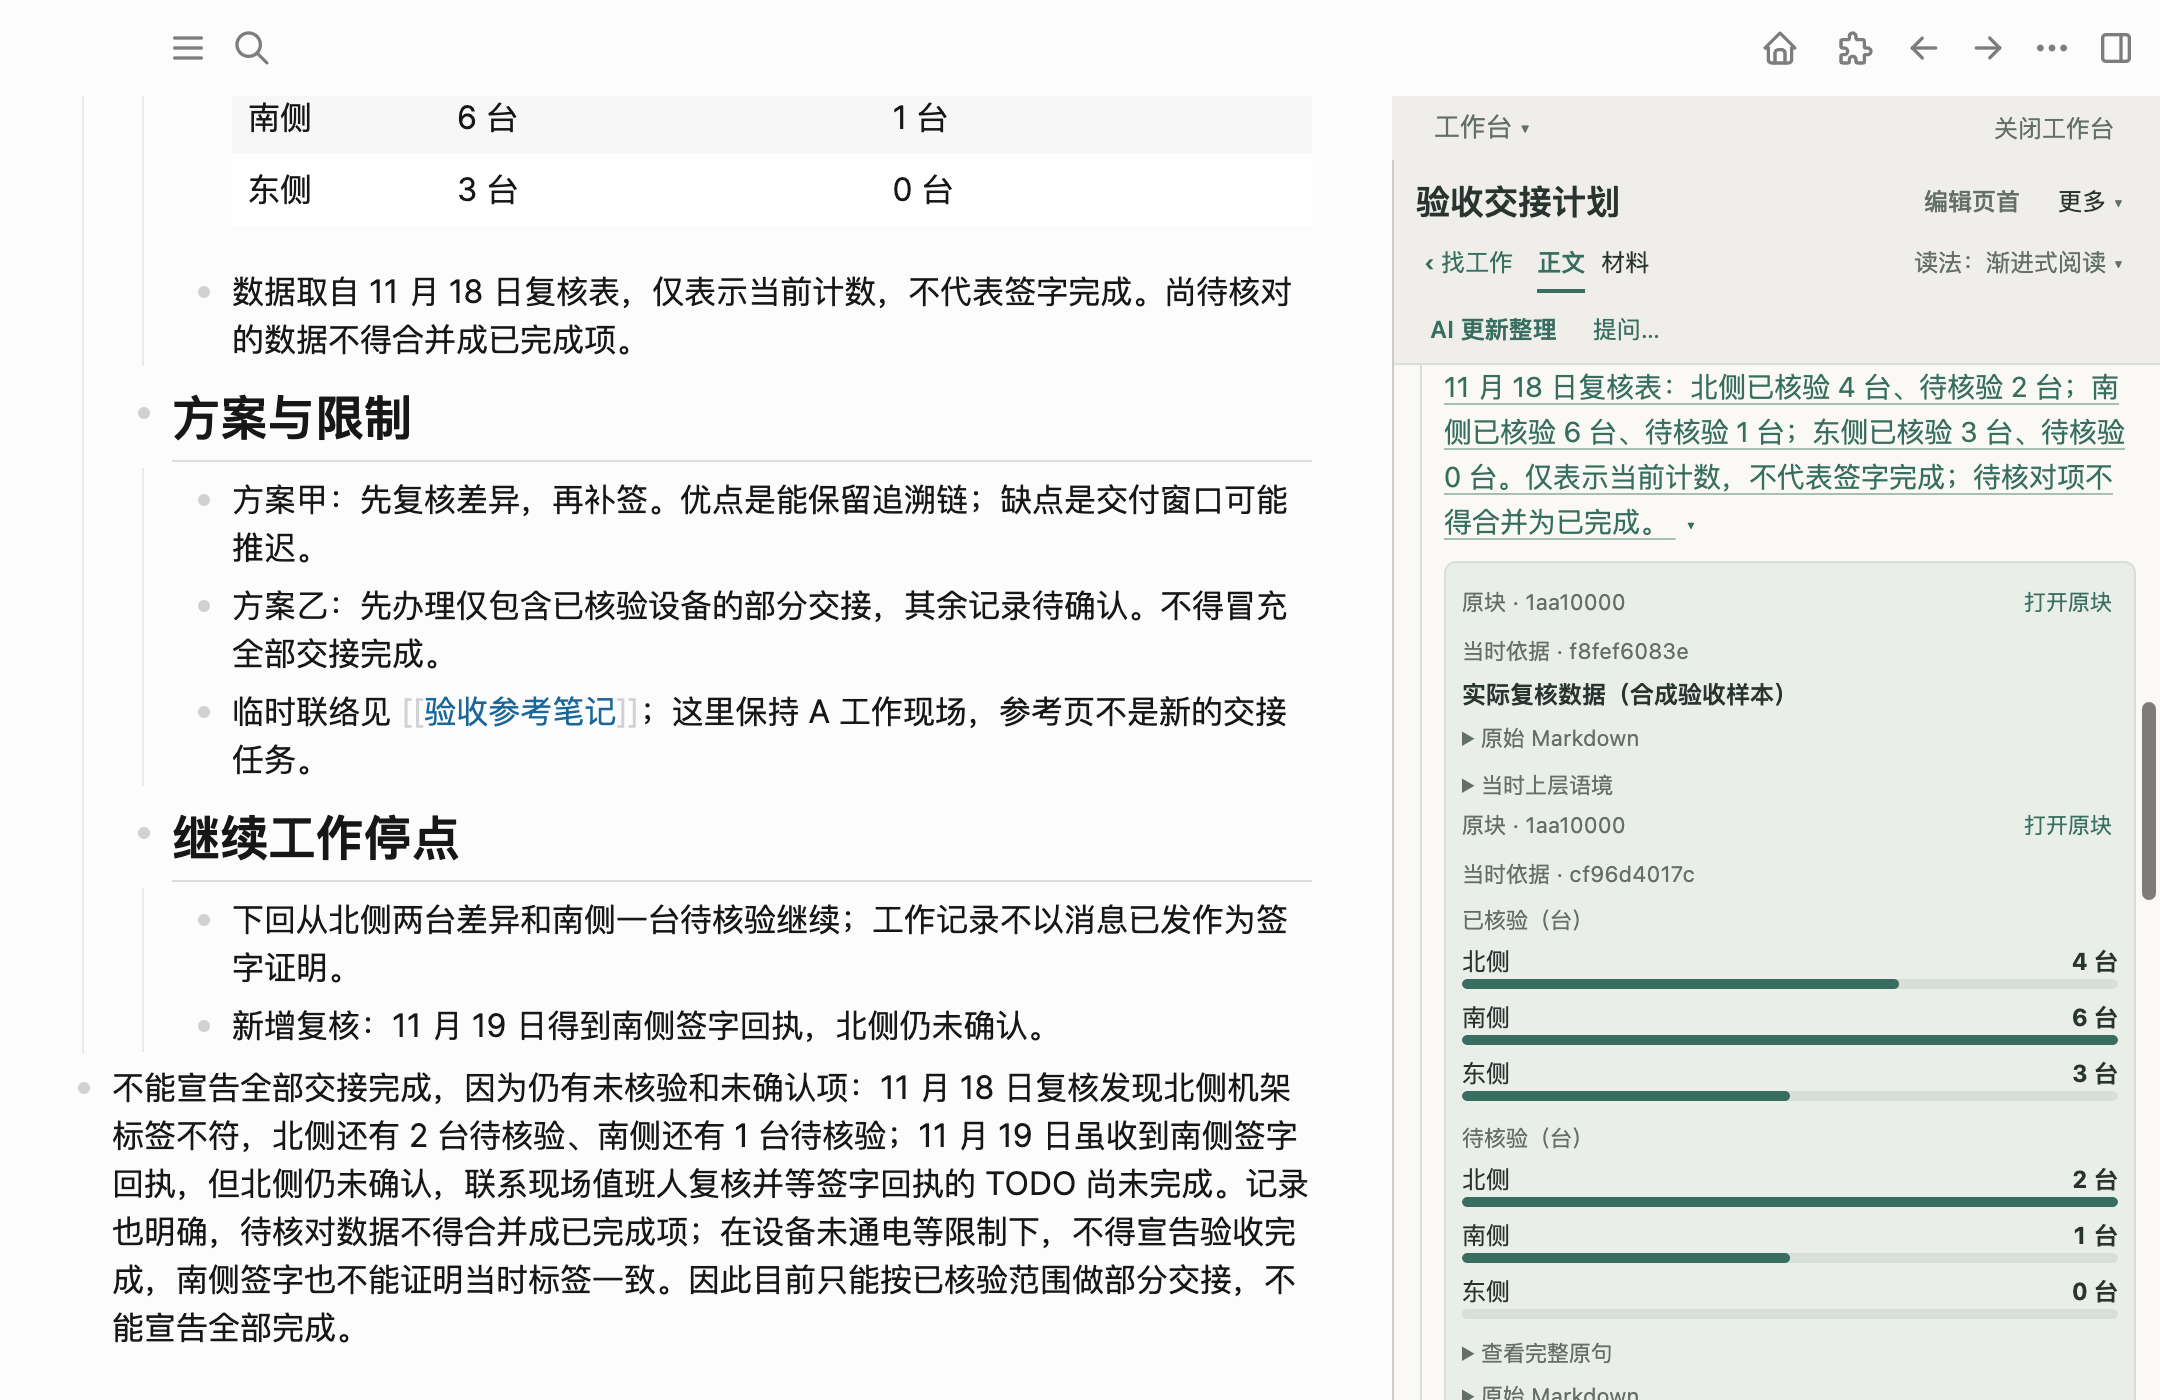 南侧 6 台 1 台
东侧 3 台 0 台
数据取自 11 月 18 日复核表，仅表示当前计数，不代表签字完成。尚待核对
的数据不得合并成已完成项。
方案与限制
方案甲：先复核差异，再补签。优点是能保留追溯链；缺点是交付窗口可能
推迟。
方案乙：先办理仅包含已核验设备的部分交接，其余记录待确认。不得冒充
全部交接完成。
临时联络见 [[验收参考笔记]]；这里保持 A 工作现场，参考页不是新的交接
任务。
继续工作停点
下回从北侧两台差异和南侧一台待核验继续；工作记录不以消息已发作为签
字证明。
新增复核：11 月 19 日得到南侧签字回执，北侧仍未确认。
不能宣告全部交接完成，因为仍有未核验和未确认项：11 月 18 日复核发现北侧机架
标签不符，北侧还有 2 台待核验、南侧还有 1 台待核验；11 月 19 日虽收到南侧签字
回执，但北侧仍未确认，联系现场值班人复核并等签字回执的 TODO 尚未完成。记录
也明确，待核对数据不得合并成已完成项；在设备未通电等限制下，不得宣告验收完
成，南侧签字也不能证明当时标签一致。因此目前只能按已核验范围做部分交接，不
能宣告全部完成。
工作台 ▾ 关闭工作台
验收交接计划 编辑页首 更多 ▾
‹ 找工作 正文 材料 读法：渐进式阅读 ▾
AI 更新整理 提问...
11 月 18 日复核表：北侧已核验 4 台、待核验 2 台；南
侧已核验 6 台、待核验 1 台；东侧已核验 3 台、待核验
0 台。仅表示当前计数，不代表签字完成；待核对项不
得合并为已完成。 ▾
原块 · 1aa10000 打开原块
当时依据 · f8fef6083e
实际复核数据（合成验收样本）
▶ 原始 Markdown
▶ 当时上层语境
原块 · 1aa10000 打开原块
当时依据 · cf96d4017c
已核验（台）
北侧 4 台
南侧 6 台
东侧 3 台
待核验（台）
北侧 2 台
南侧 1 台
东侧 0 台
▶ 查看完整原句
▶ 原始 Markdown